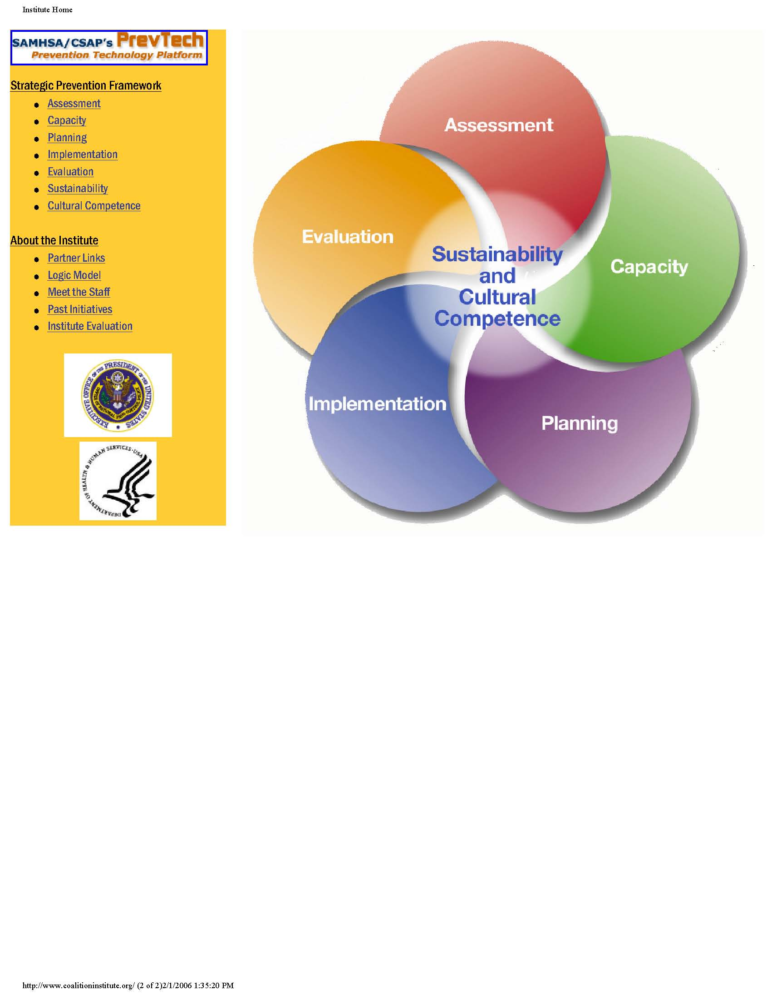 Institute Home
SAMHSA/CSAP's PrevTech
Prevention Technology Platform
Strategic Prevention Framework
Assessment
Capacity
Planning
Implementation
Evaluation
Sustainability
Cultural Competence
About the Institute
Partner Links
Logic Model
Meet the Staff
Past Initiatives
Institute Evaluation
EXECUTIVE OFFICE OF THE PRESIDENT OF THE UNITED STATES
DEPARTMENT OF HEALTH & HUMAN SERVICES · USA
Assessment
Evaluation
Capacity
Sustainability
and
Cultural
Competence
Implementation
Planning
http://www.coalitioninstitute.org/ (2 of 2)2/1/2006 1:35:20 PM